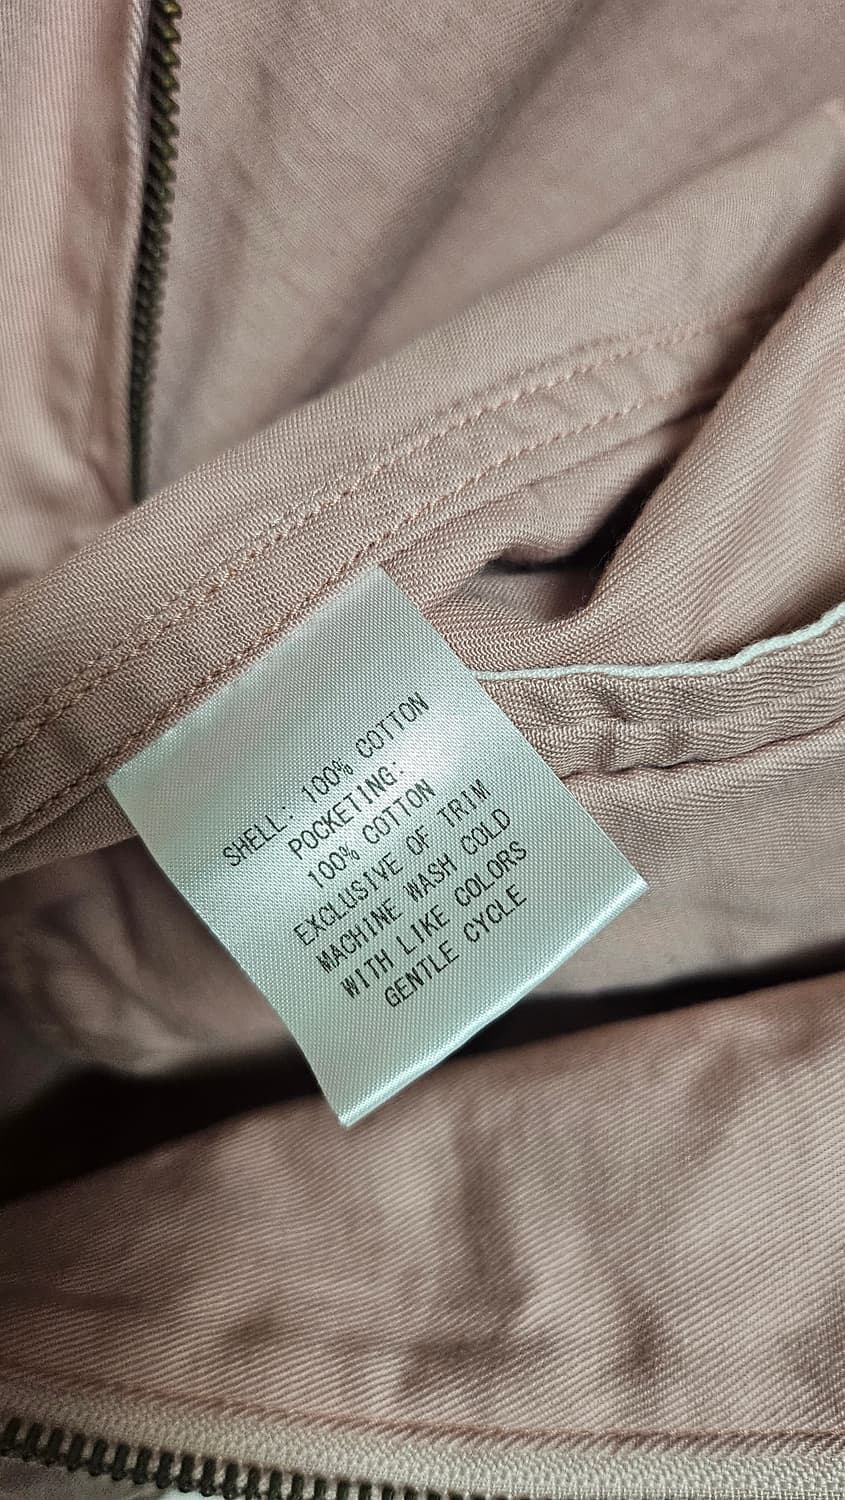 SHELL: 100% COTTON
POCKETING:
100% COTTON
EXCLUSIVE OF TRIM
MACHINE WASH COLD
WITH LIKE COLORS
GENTLE CYCLE